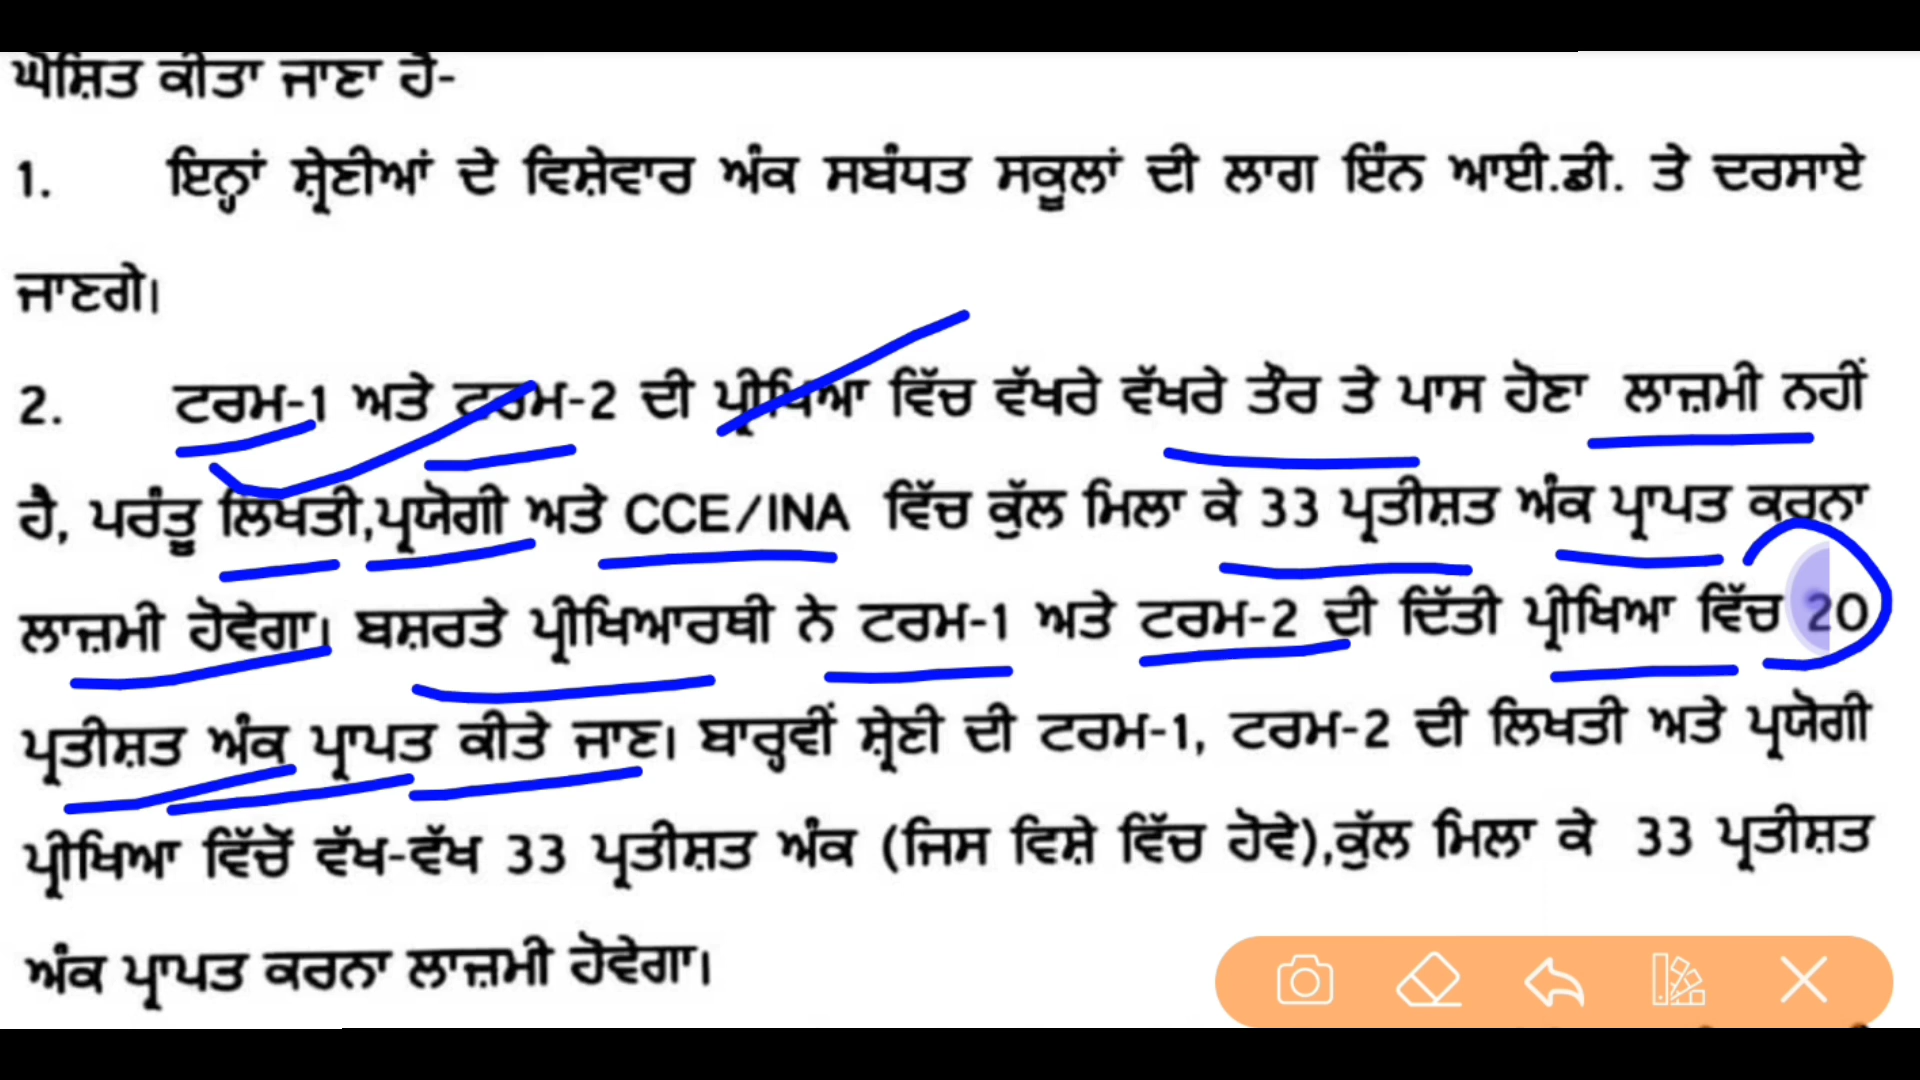 ਘੋਸ਼ਿਤ ਕੀਤਾ ਜਾਣਾ ਹੈ-
1. ਇਨ੍ਹਾਂ ਸ਼੍ਰੇਣੀਆਂ ਦੇ ਵਿਸ਼ੇਵਾਰ ਅੰਕ ਸਬੰਧਤ ਸਕੂਲਾਂ ਦੀ ਲਾਗ ਇੰਨ ਆਈ.ਡੀ. ਤੇ ਦਰਸਾਏ
ਜਾਣਗੇ।
2. ਟਰਮ-1 ਅਤੇ ਟਰਮ-2 ਦੀ ਪ੍ਰੀਖਿਆ ਵਿੱਚ ਵੱਖਰੇ ਵੱਖਰੇ ਤੌਰ ਤੇ ਪਾਸ ਹੋਣਾ ਲਾਜ਼ਮੀ ਨਹੀਂ
ਹੈ, ਪਰੰਤੂ ਲਿਖਤੀ,ਪ੍ਰਯੋਗੀ ਅਤੇ CCE/INA ਵਿੱਚ ਕੁੱਲ ਮਿਲਾ ਕੇ 33 ਪ੍ਰਤੀਸ਼ਤ ਅੰਕ ਪ੍ਰਾਪਤ ਕਰਨਾ
ਲਾਜ਼ਮੀ ਹੋਵੇਗਾ। ਬਸ਼ਰਤੇ ਪ੍ਰੀਖਿਆਰਥੀ ਨੇ ਟਰਮ-1 ਅਤੇ ਟਰਮ-2 ਦੀ ਦਿੱਤੀ ਪ੍ਰੀਖਿਆ ਵਿੱਚ 20
ਪ੍ਰਤੀਸ਼ਤ ਅੰਕ ਪ੍ਰਾਪਤ ਕੀਤੇ ਜਾਣ। ਬਾਰ੍ਹਵੀਂ ਸ਼੍ਰੇਣੀ ਦੀ ਟਰਮ-1, ਟਰਮ-2 ਦੀ ਲਿਖਤੀ ਅਤੇ ਪ੍ਰਯੋਗੀ
ਪ੍ਰੀਖਿਆ ਵਿੱਚੋਂ ਵੱਖ-ਵੱਖ 33 ਪ੍ਰਤੀਸ਼ਤ ਅੰਕ (ਜਿਸ ਵਿਸ਼ੇ ਵਿੱਚ ਹੋਵੇ),ਕੁੱਲ ਮਿਲਾ ਕੇ 33 ਪ੍ਰਤੀਸ਼ਤ
ਅੰਕ ਪ੍ਰਾਪਤ ਕਰਨਾ ਲਾਜ਼ਮੀ ਹੋਵੇਗਾ।